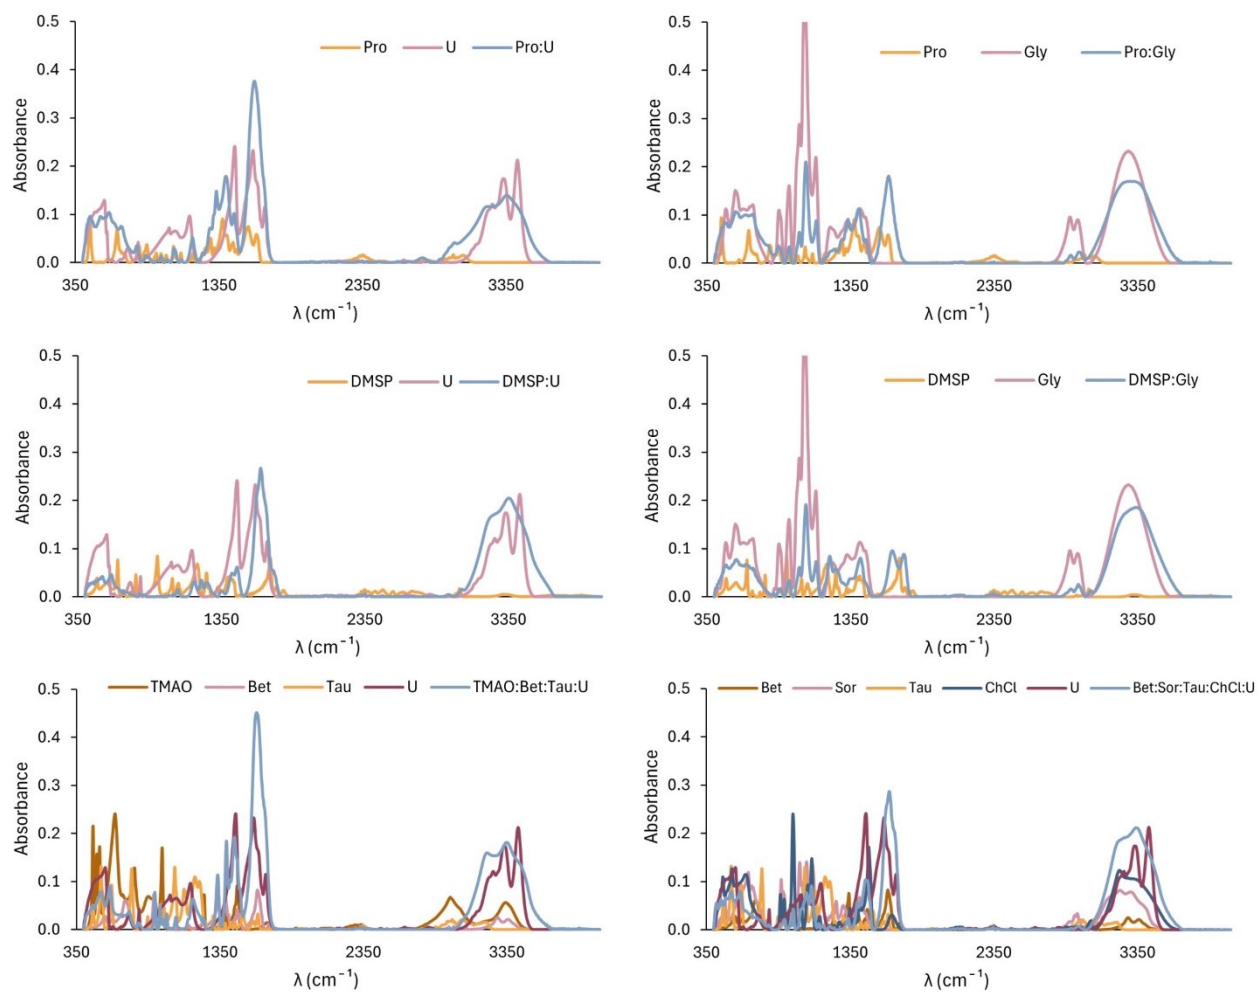 0.5
Pro U Pro:U
0.4
0.3
0.2
0.1
0.0
Absorbance
350 1350 2350 3350
λ (cm⁻¹)
0.5
Pro Gly Pro:Gly
0.4
0.3
0.2
0.1
0.0
Absorbance
350 1350 2350 3350
λ (cm⁻¹)
0.5
DMSP U DMSP:U
0.4
0.3
0.2
0.1
0.0
Absorbance
350 1350 2350 3350
λ (cm⁻¹)
0.5
DMSP Gly DMSP:Gly
0.4
0.3
0.2
0.1
0.0
Absorbance
350 1350 2350 3350
λ (cm⁻¹)
TMAO Bet Tau U TMAO:Bet:Tau:U
0.5
0.4
0.3
0.2
0.1
0.0
Absorbance
350 1350 2350 3350
λ (cm⁻¹)
Bet Sor Tau ChCl U Bet:Sor:Tau:ChCl:U
0.5
0.4
0.3
0.2
0.1
0.0
Absorbance
350 1350 2350 3350
λ (cm⁻¹)